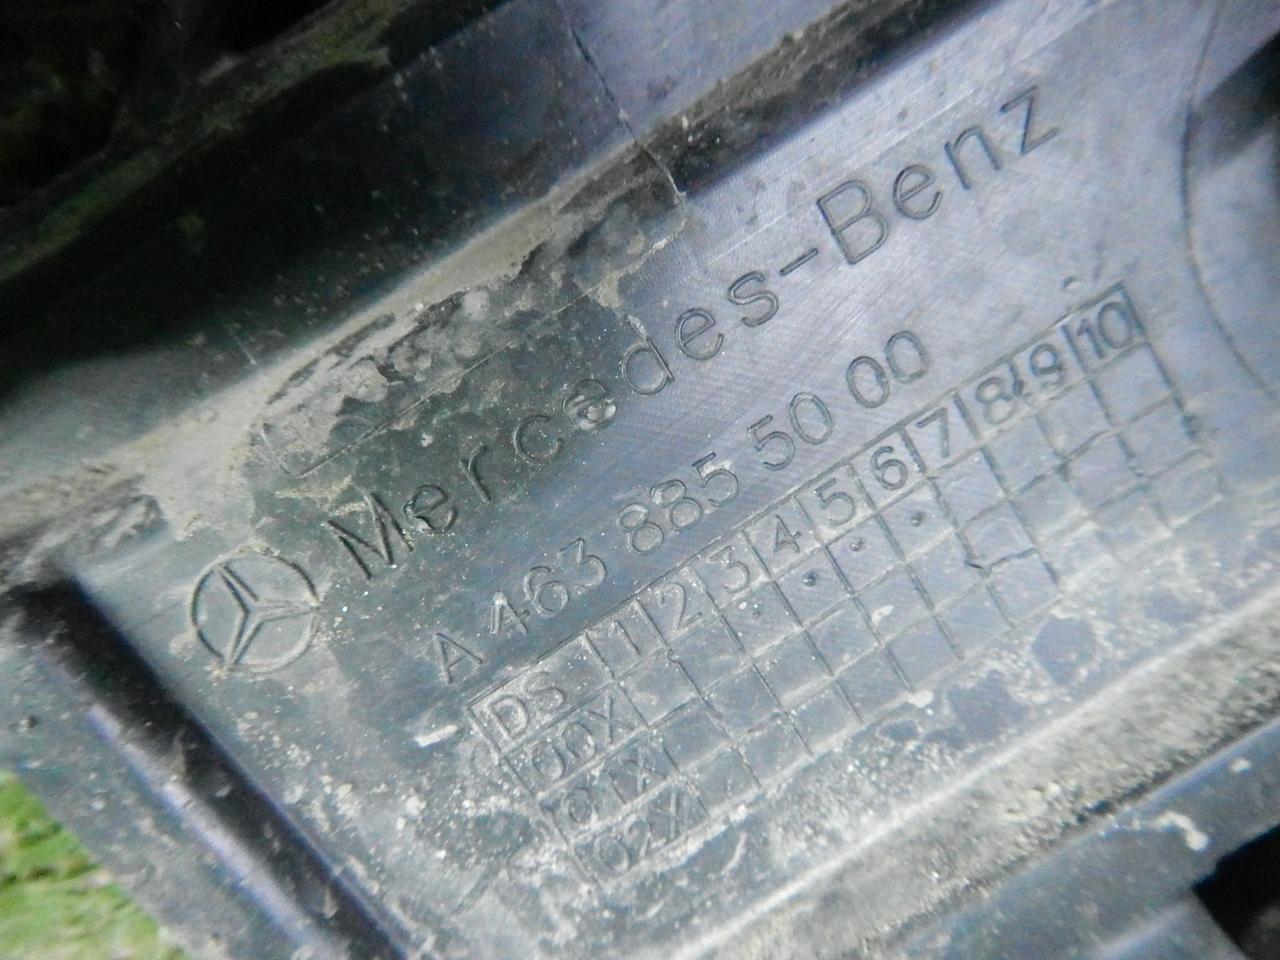 Mercedes-Benz
A 463 885 50 00
DS 1 2 3 4 5 6 7 8 9 10
00X
01X
02X